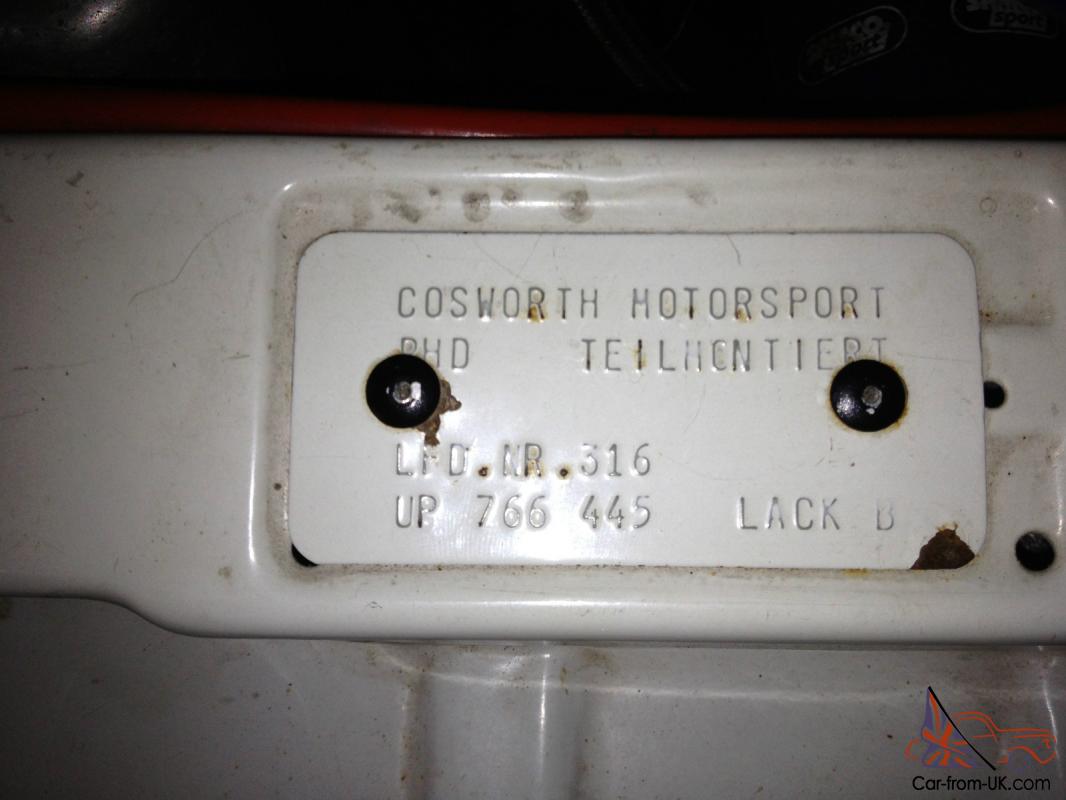 COSWORTH MOTORSPORT
RHD TEILMONTIERT
LFD.NR.316
UP 766 445 LACK B
Car-from-UK.com